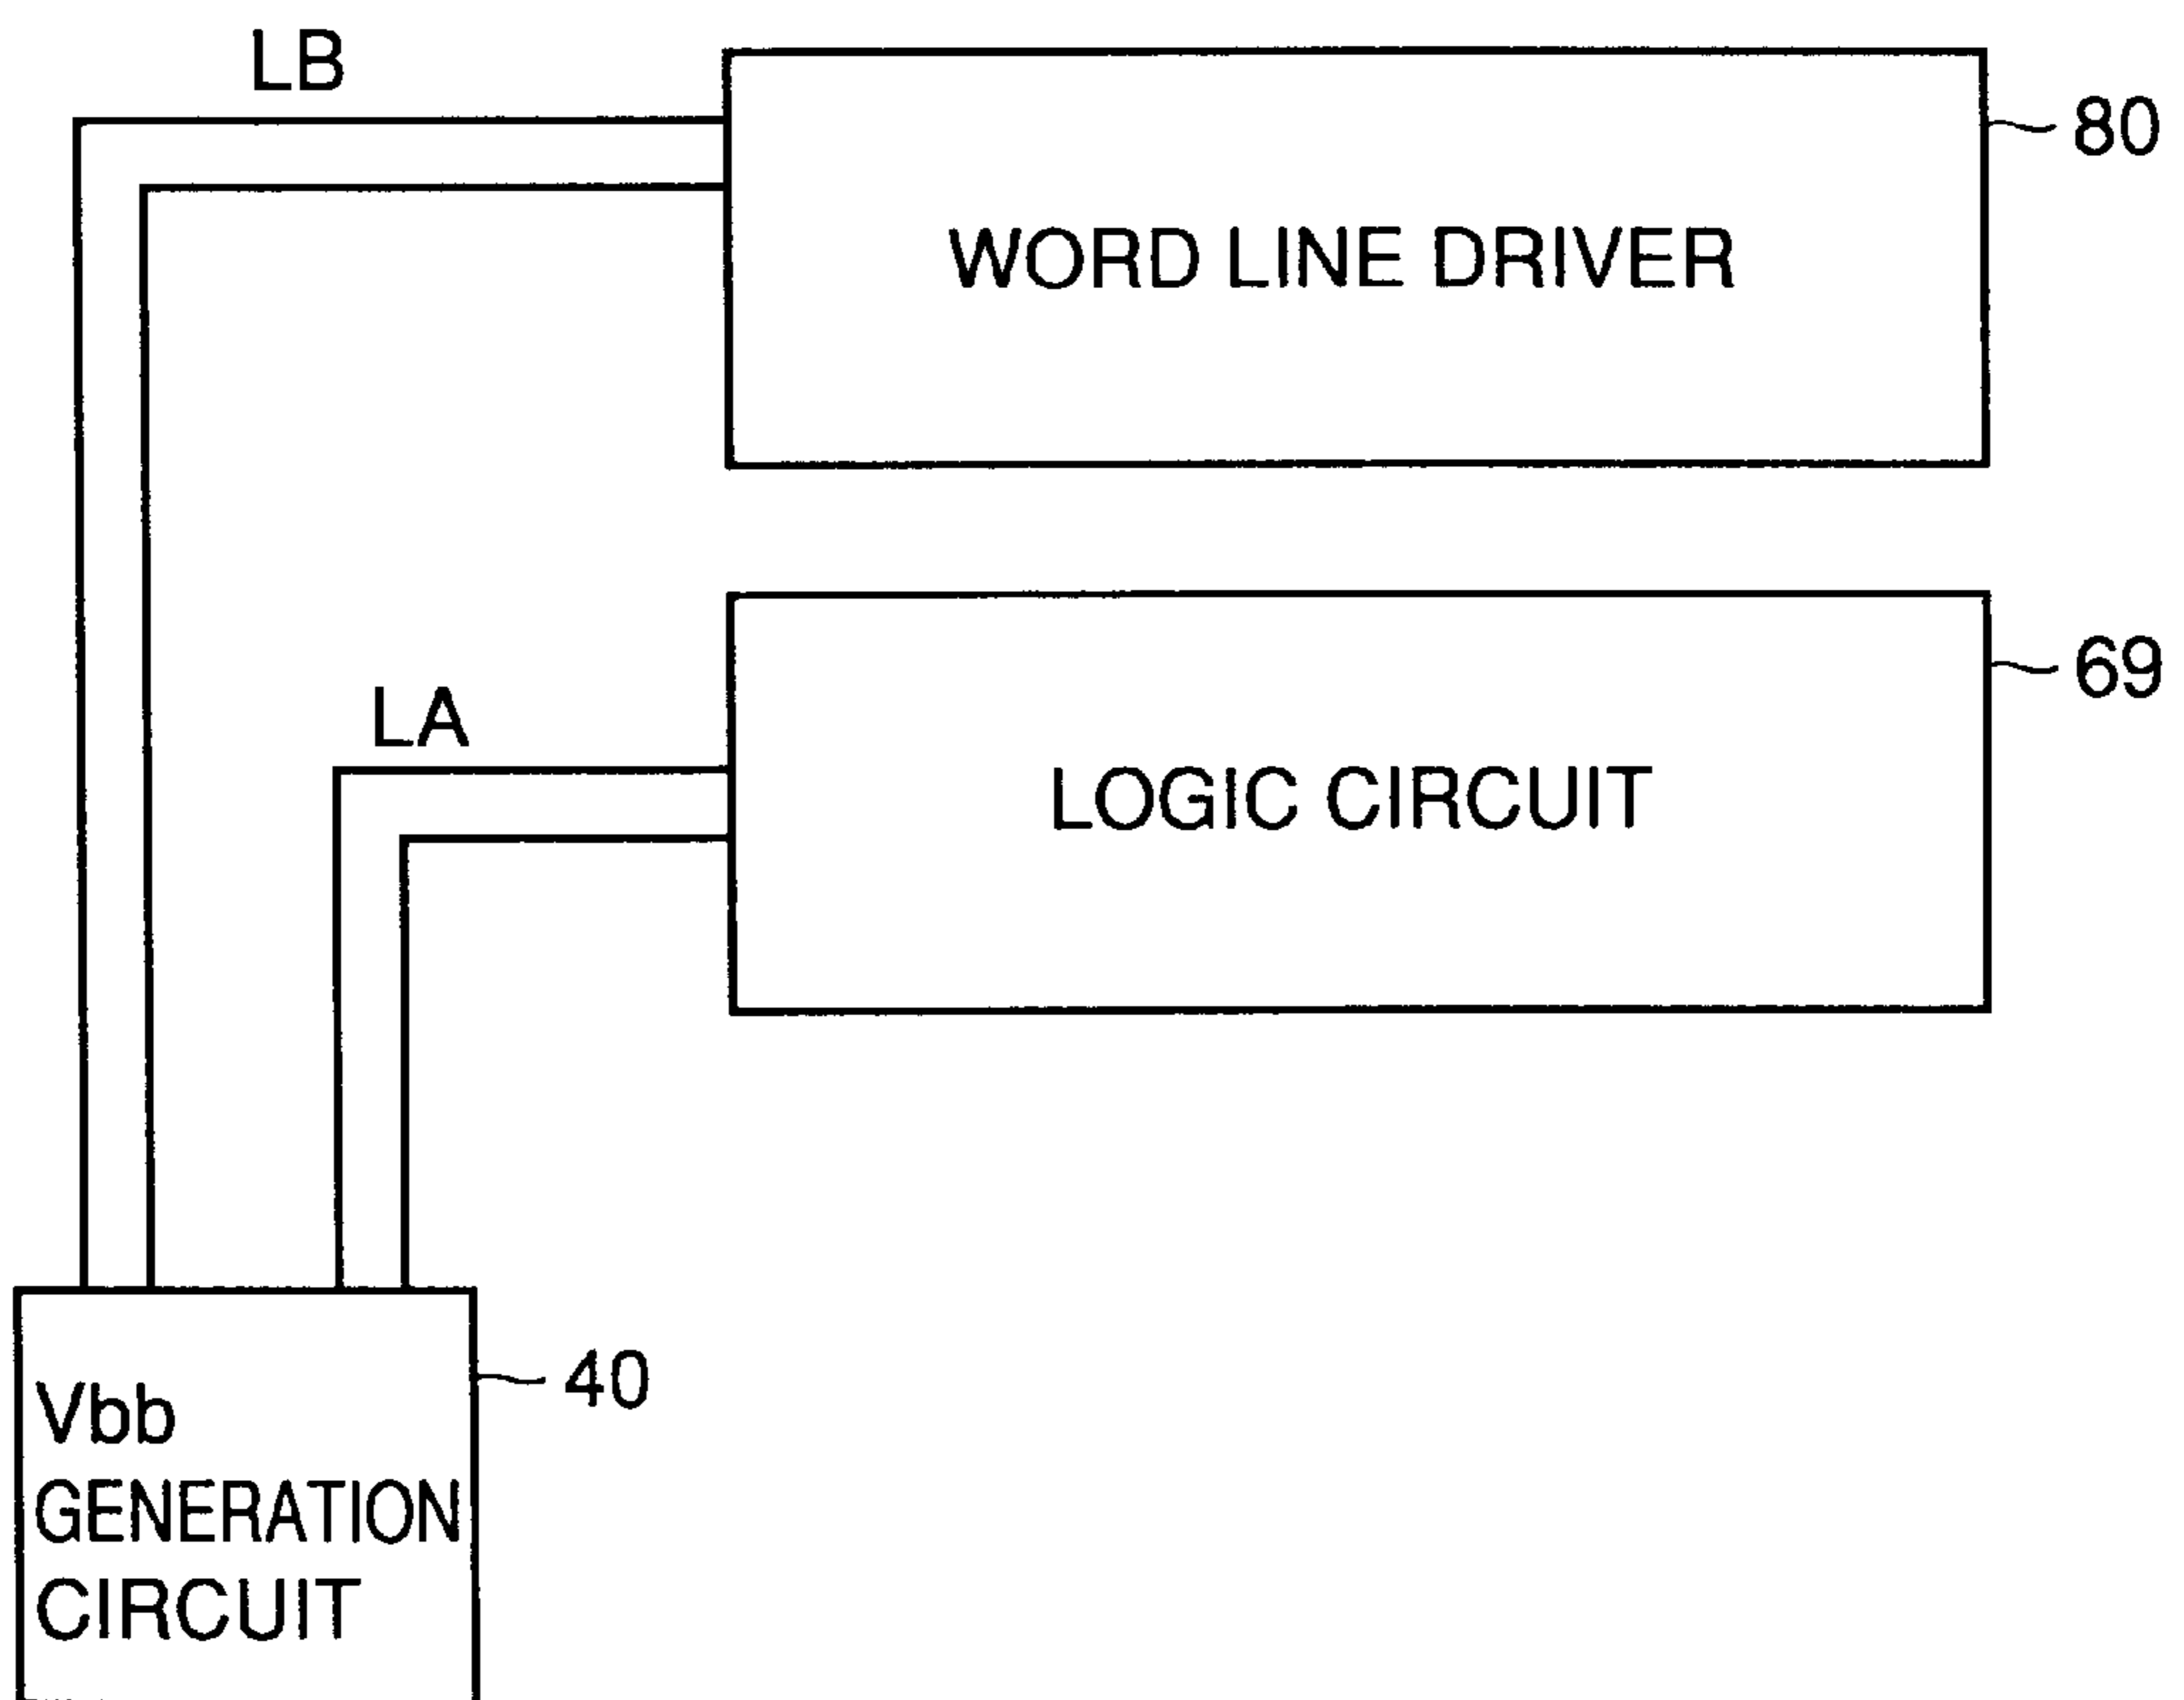 LB
80
WORD LINE DRIVER
69
LA
LOGIC CIRCUIT
40
Vbb
GENERATION
CIRCUIT